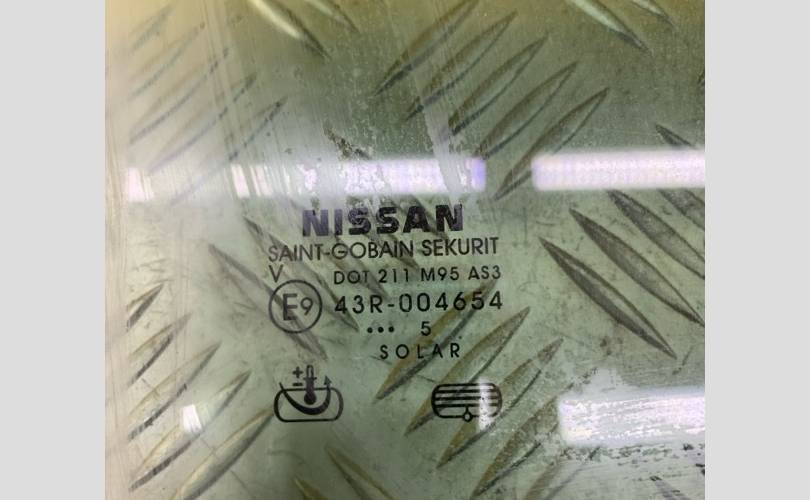 NISSAN
SAINT-GOBAIN SEKURIT
V DOT 211 M95 AS3
E9 43R-004654
••• 5
SOLAR